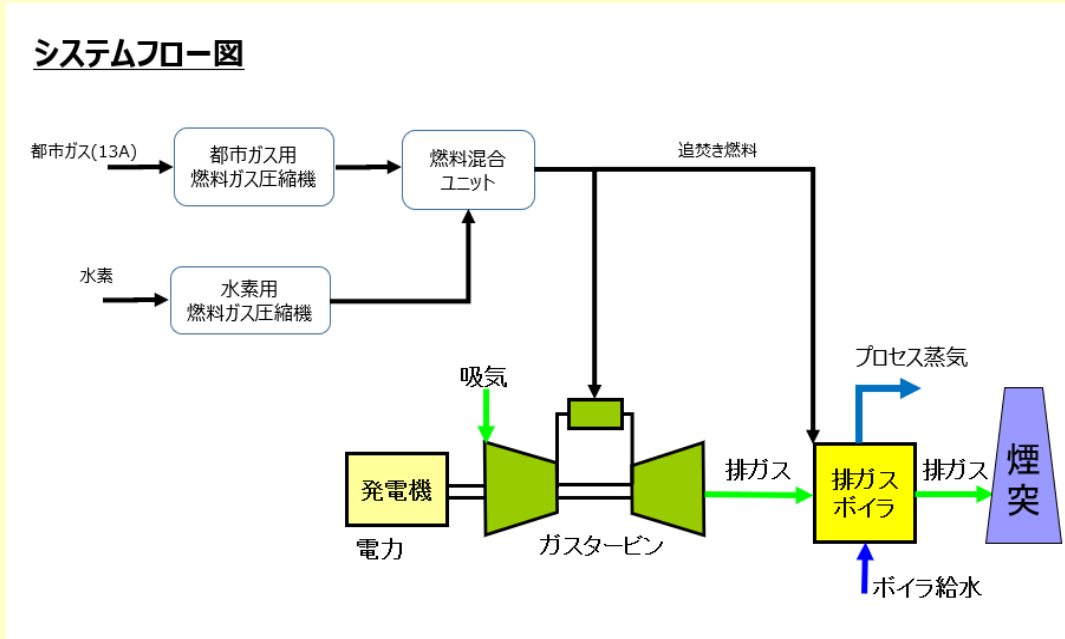 システムフロー図
都市ガス(13A)
都市ガス用
燃料ガス圧縮機
燃料混合
ユニット
追焚き燃料
水素
水素用
燃料ガス圧縮機
プロセス蒸気
吸気
発電機
電力
ガスタービン
排ガス
排ガス
ボイラ
排ガス
煙突
ボイラ給水